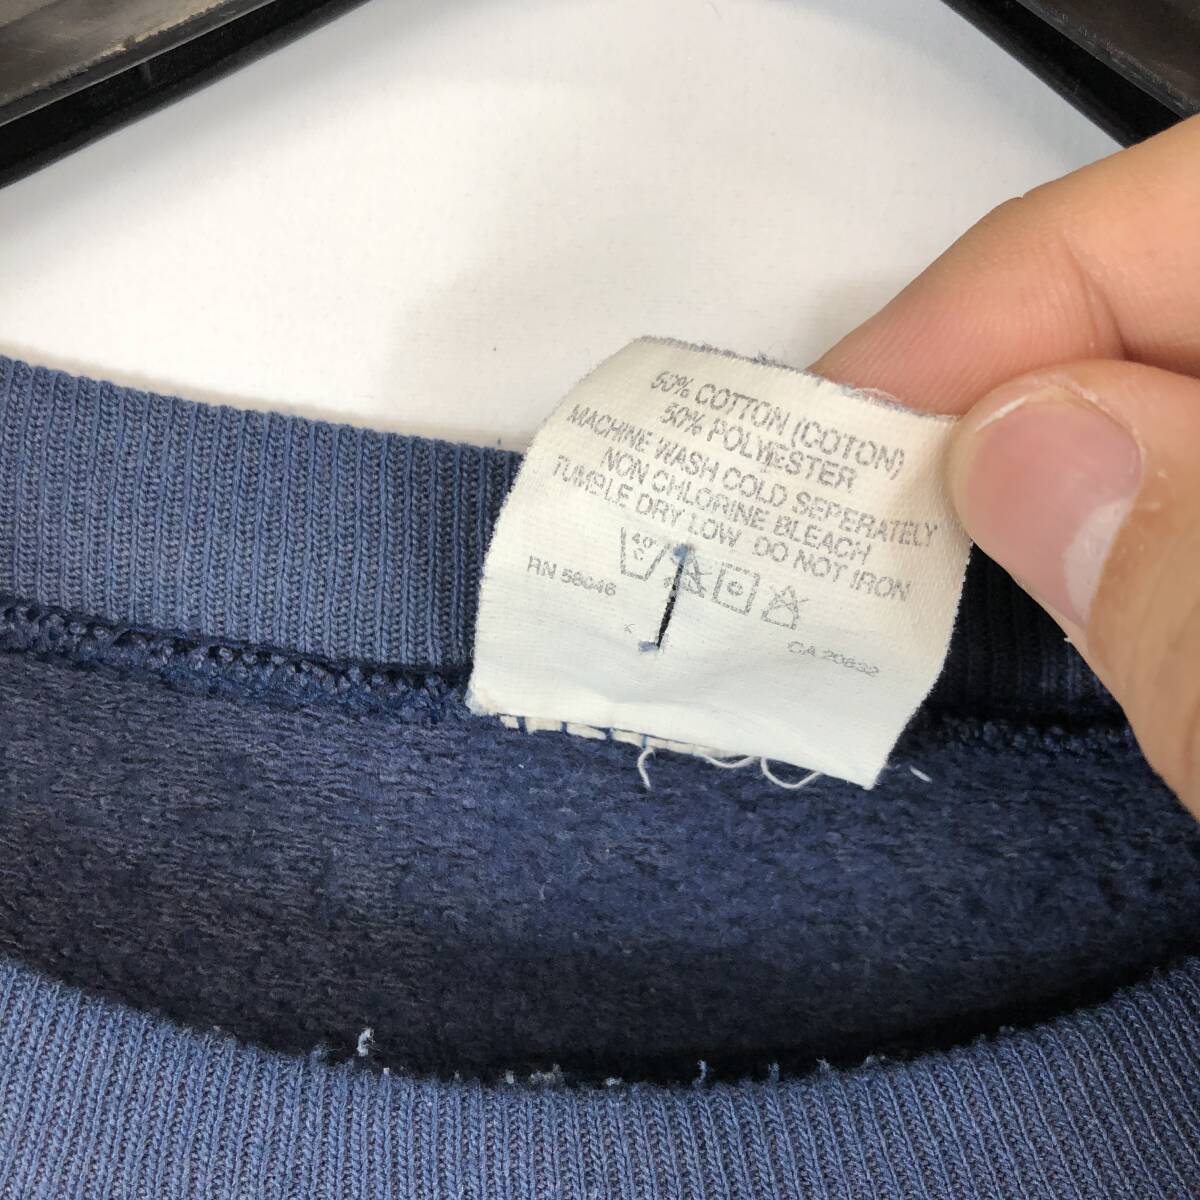 50% COTTON (COTON)
50% POLYESTER
MACHINE WASH COLD SEPERATELY
NON CHLORINE BLEACH
TUMBLE DRY LOW DO NOT IRON
40°
C
RN 58046
CA 20632